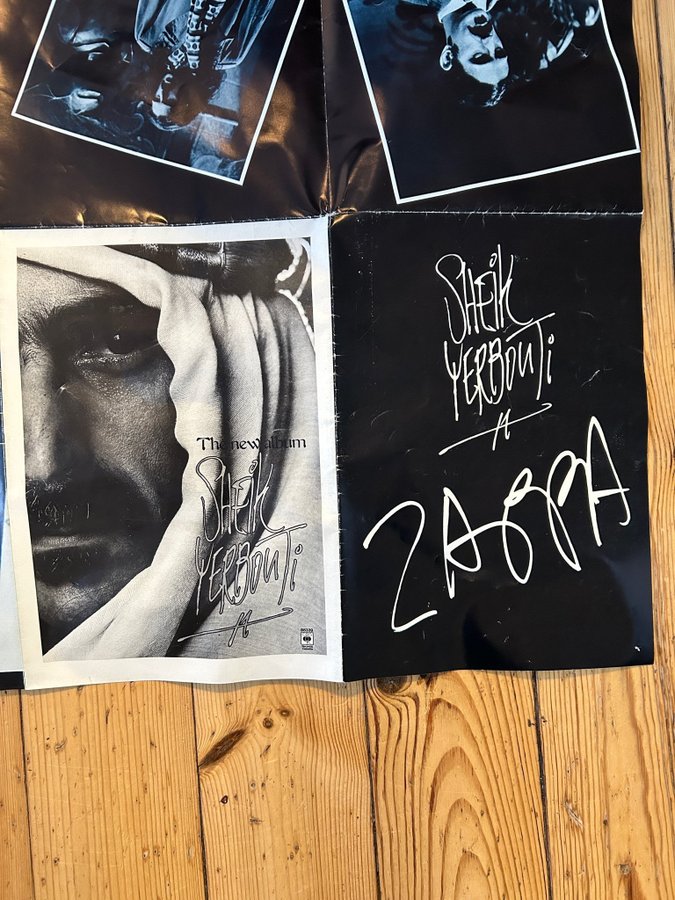 The new album
SHEIK
YERBOUTI
SHEIK
YERBOUTI
ZAPPA